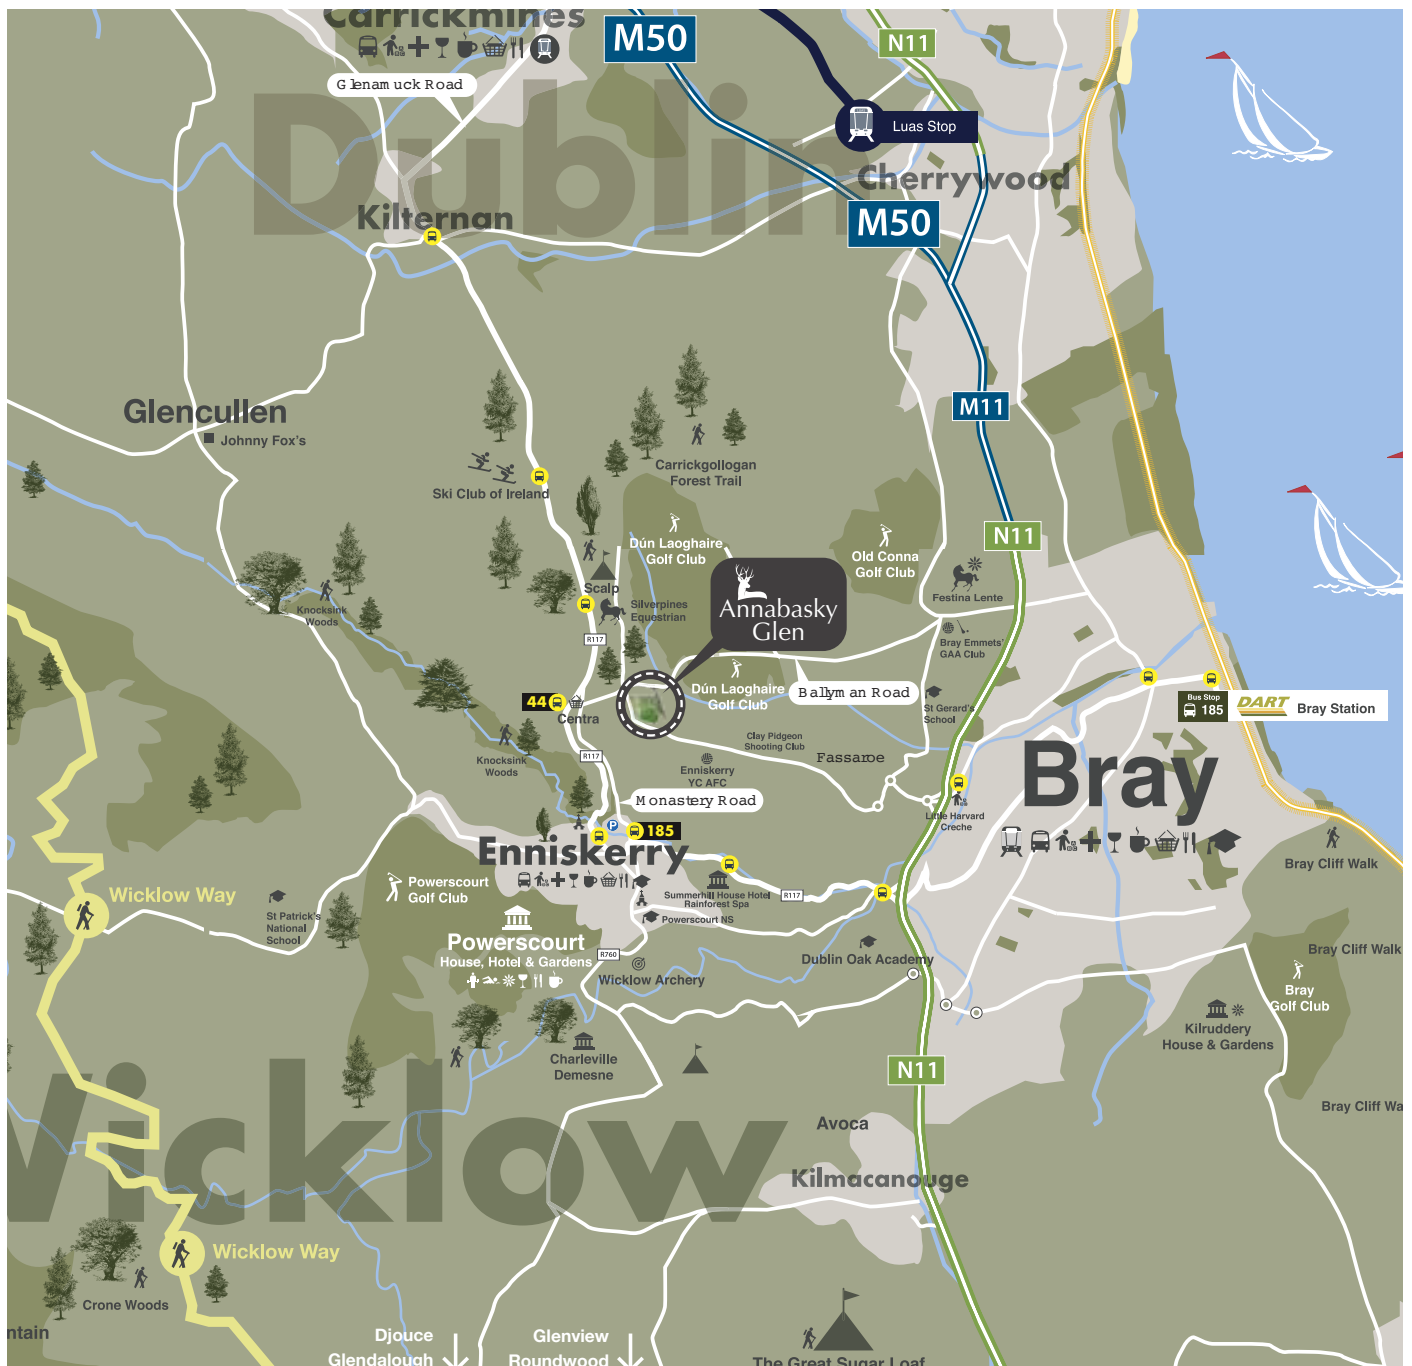 Carrickmines
M50
N11
Glenamuck Road
Dublin
Luas Stop
Cherrywood
Kilternan
M50
M11
Glencullen
Johnny Fox's
Carrickgollogan
Forest Trail
Ski Club of Ireland
N11
Dún Laoghaire
Golf Club
Old Conna
Golf Club
Scalp
Annabasky
Glen
Festina Lente
Knocksink
Woods
Silverpines
Equestrian
R117
Bray Emmets'
GAA Club
Dún Laoghaire
Golf Club
Ballyman Road
44
Centra
St Gerard's
School
Bus Stop
185
DART
Bray Station
Clay Pidgeon
Shooting Club
Fassaroe
Knocksink
Woods
R117
Enniskerry
YC AFC
Bray
Monastery Road
Little Harvard
Creche
P
185
Enniskerry
Bray Cliff Walk
Wicklow Way
Powerscourt
Golf Club
Summerhill House Hotel
Rainforest Spa
R117
St Patrick's
National
School
Powerscourt NS
Powerscourt
House, Hotel & Gardens
R760
Dublin Oak Academy
Bray Cliff Walk
Wicklow Archery
Bray
Golf Club
Kilruddery
House & Gardens
Charleville
Demesne
N11
Wicklow
Avoca
Bray Cliff Wa
Kilmacanouge
Wicklow Way
Crone Woods
ntain
Djouce
Glendalough
Glenview
Roundwood
The Great Sugar Loaf